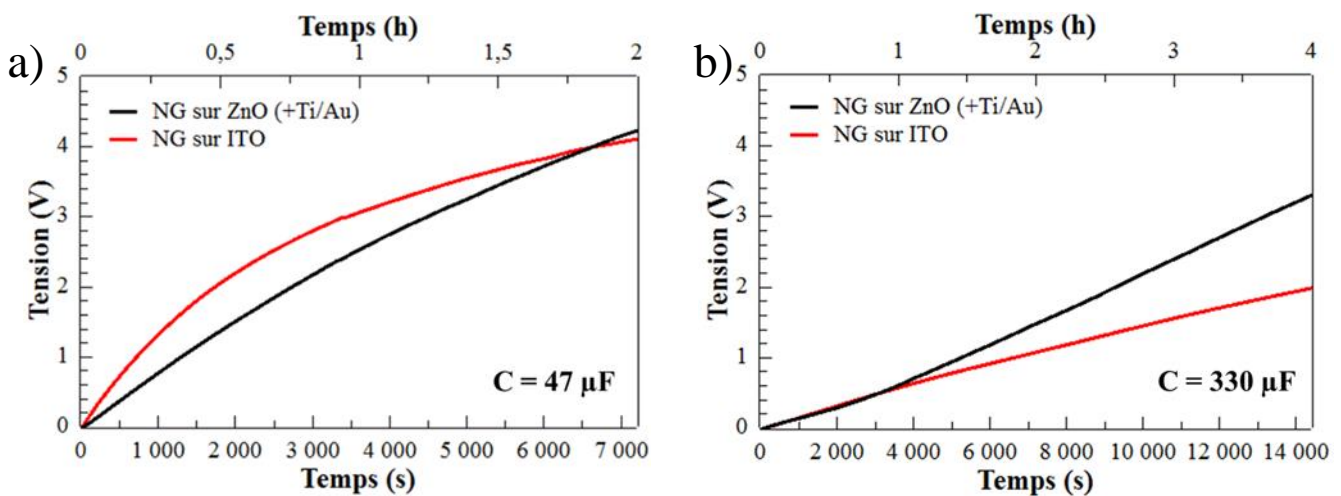 a)
Temps (h)
0 0,5 1 1,5 2
5
4
3
2
1
0
Tension (V)
NG sur ZnO (+Ti/Au)
NG sur ITO
C = 47 µF
0 1 000 2 000 3 000 4 000 5 000 6 000 7 000
Temps (s)
b)
Temps (h)
0 1 2 3 4
5
4
3
2
1
0
Tension (V)
NG sur ZnO (+Ti/Au)
NG sur ITO
C = 330 µF
0 2 000 4 000 6 000 8 000 10 000 12 000 14 000
Temps (s)